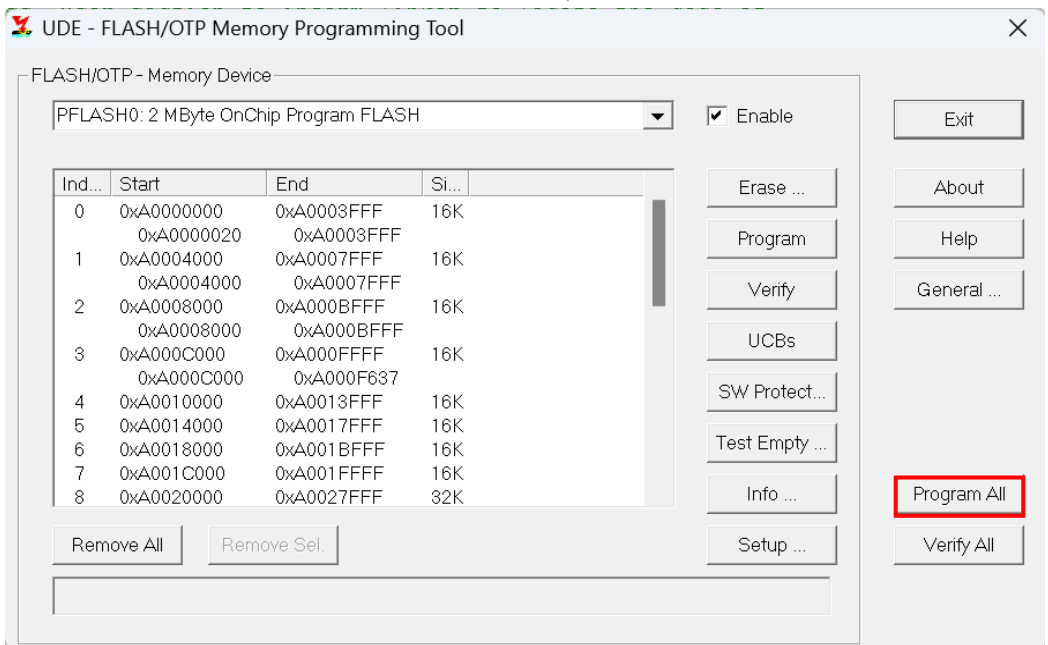 UDE - FLASH/OTP Memory Programming Tool
FLASH/OTP - Memory Device
PFLASH0: 2 MByte OnChip Program FLASH
Enable
Exit
Ind... Start End Si...
0 0xA0000000 0xA0003FFF 16K
0xA0000020 0xA0003FFF
1 0xA0004000 0xA0007FFF 16K
0xA0004000 0xA0007FFF
2 0xA0008000 0xA000BFFF 16K
0xA0008000 0xA000BFFF
3 0xA000C000 0xA000FFFF 16K
0xA000C000 0xA000F637
4 0xA0010000 0xA0013FFF 16K
5 0xA0014000 0xA0017FFF 16K
6 0xA0018000 0xA001BFFF 16K
7 0xA001C000 0xA001FFFF 16K
8 0xA0020000 0xA0027FFF 32K
Erase ...
Program
Verify
UCBs
SW Protect...
Test Empty ...
Info ...
Setup ...
About
Help
General ...
Program All
Verify All
Remove All
Remove Sel.